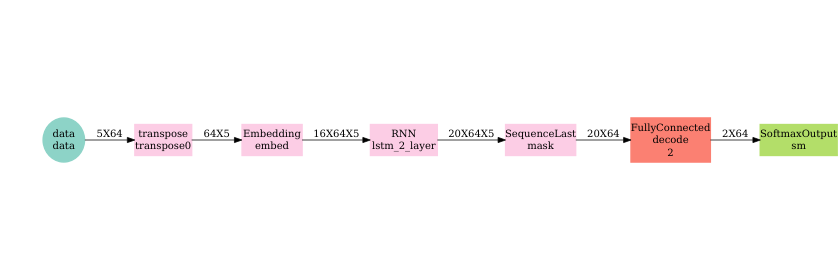 data
data
5X64
transpose
transpose0
64X5
Embedding
embed
16X64X5
RNN
lstm_2_layer
20X64X5
SequenceLast
mask
20X64
FullyConnected
decode
2
2X64
SoftmaxOutput
sm